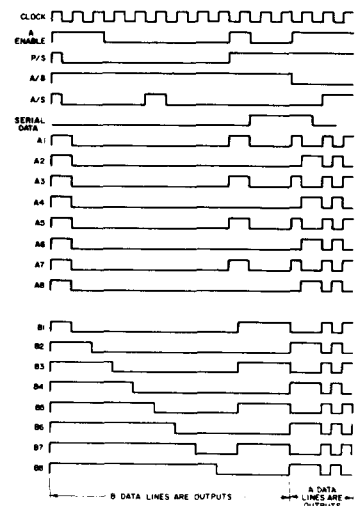 CLOCK
A
ENABLE
P/S
A/B
A/S
SERIAL
DATA
A1
A2
A3
A4
A5
A6
A7
A8
B1
B2
B3
B4
B5
B6
B7
B8
B DATA LINES ARE OUTPUTS
A DATA
LINES ARE
OUTPUTS